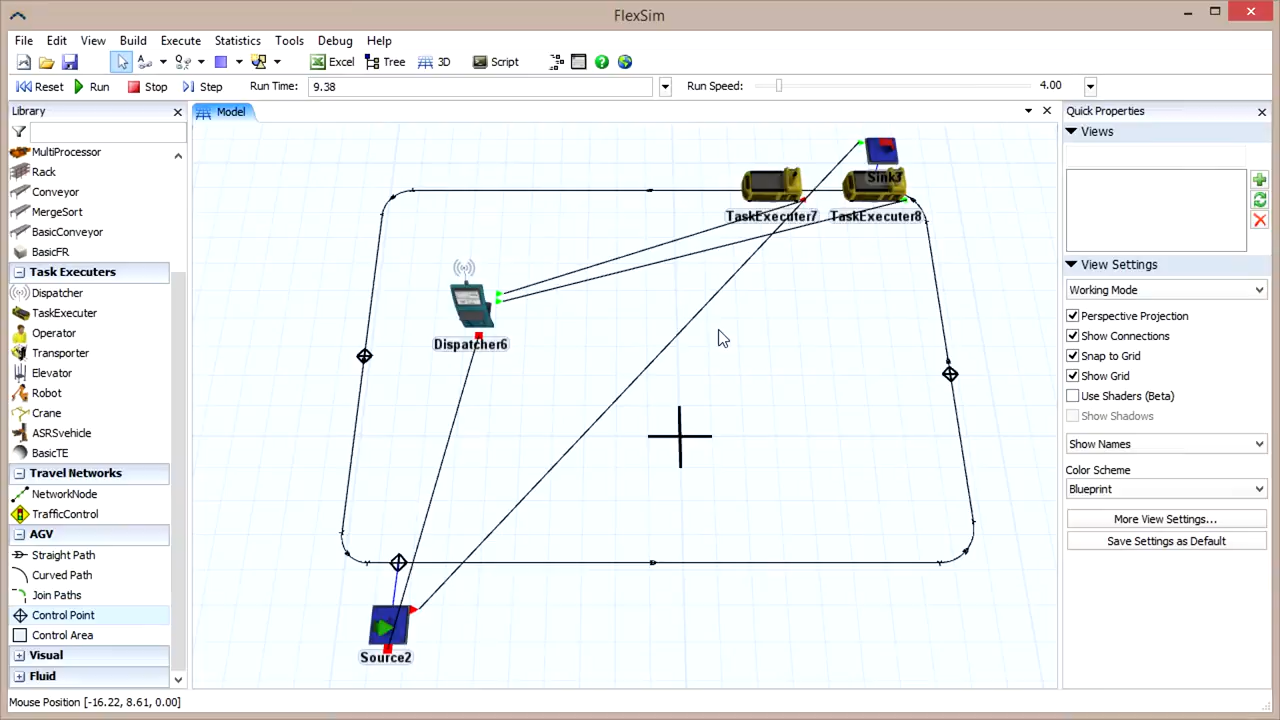 FlexSim
File Edit View Build Execute Statistics Tools Debug Help
Excel Tree 3D Script
Reset Run Stop Step Run Time: 9.38 Run Speed: 4.00
Library
Model
Quick Properties
MultiProcessor
Rack
Conveyor
MergeSort
BasicConveyor
BasicFR
Task Executers
Dispatcher
TaskExecuter
Operator
Transporter
Elevator
Robot
Crane
ASRSvehicle
BasicTE
Travel Networks
NetworkNode
TrafficControl
AGV
Straight Path
Curved Path
Join Paths
Control Point
Control Area
Visual
Fluid
Sink3
TaskExecuter7 TaskExecuter8
Dispatcher6
Source2
Views
View Settings
Working Mode
Perspective Projection
Show Connections
Snap to Grid
Show Grid
Use Shaders (Beta)
Show Shadows
Show Names
Color Scheme
Blueprint
More View Settings...
Save Settings as Default
Mouse Position [-16.22, 8.61, 0.00]